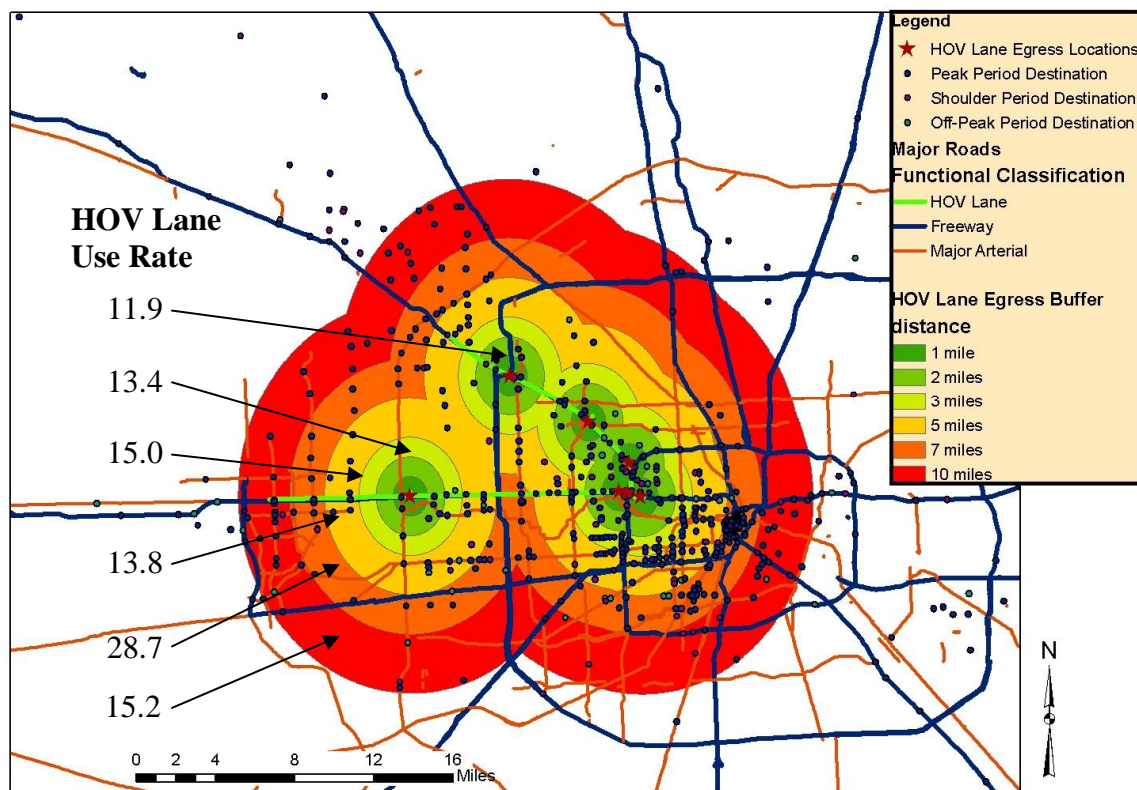 HOV Lane
Use Rate
11.9
13.4
15.0
13.8
28.7
15.2
0 2 4 8 12 16
Miles
N
Legend
HOV Lane Egress Locations
Peak Period Destination
Shoulder Period Destination
Off-Peak Period Destination
Major Roads
Functional Classification
HOV Lane
Freeway
Major Arterial
HOV Lane Egress Buffer
distance
1 mile
2 miles
3 miles
5 miles
7 miles
10 miles